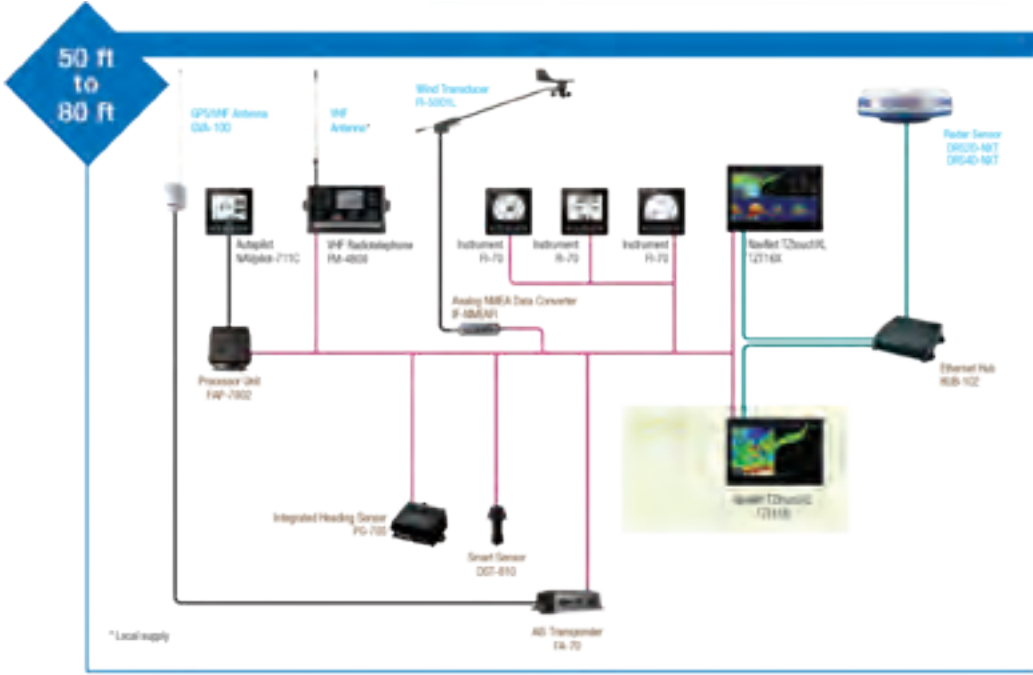 50 ft
to
80 ft
GPS/VHF Antenna
GVA-100
VHF
Antenna*
Wind Transducer
FI-5001L
Radar Sensor
DRS2D-NXT
DRS4D-NXT
Autopilot
NAVpilot-711C
VHF Radiotelephone
FM-4800
Instrument
FI-70
Instrument
FI-70
Instrument
FI-70
NavNet TZtouchXL
TZT16X
Analog NMEA Data Converter
IF-NMEAFI
Processor Unit
FAP-7002
Ethernet Hub
HUB-102
NavNet TZtouchXL
Integrated Heading Sensor
PG-700
Smart Sensor
DST-810
AIS Transponder
FA-70
* Local supply